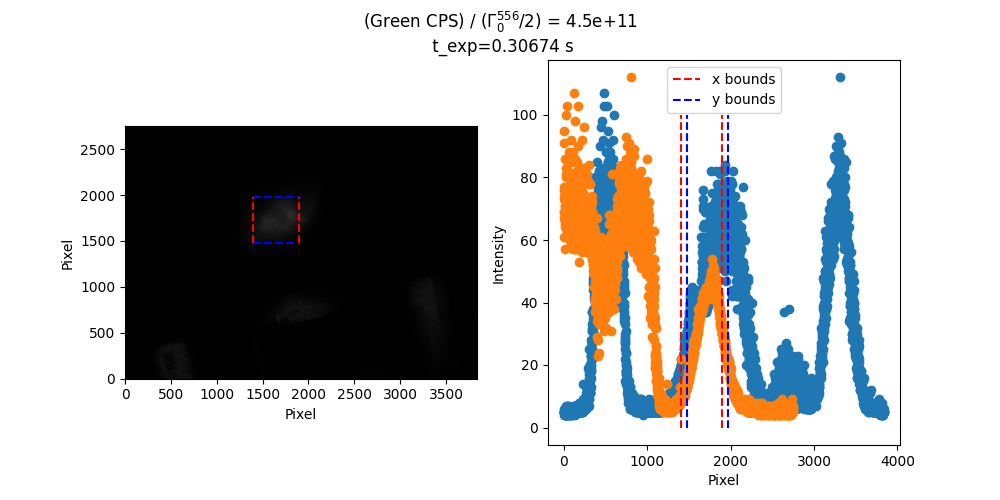 (Green CPS) / (Γ₀⁵⁵⁶/2) = 4.5e+11
t_exp=0.30674 s
2500
2000
1500
1000
500
0
Pixel
0 500 1000 1500 2000 2500 3000 3500
Pixel
x bounds
y bounds
100
80
60
40
20
0
Intensity
0 1000 2000 3000 4000
Pixel